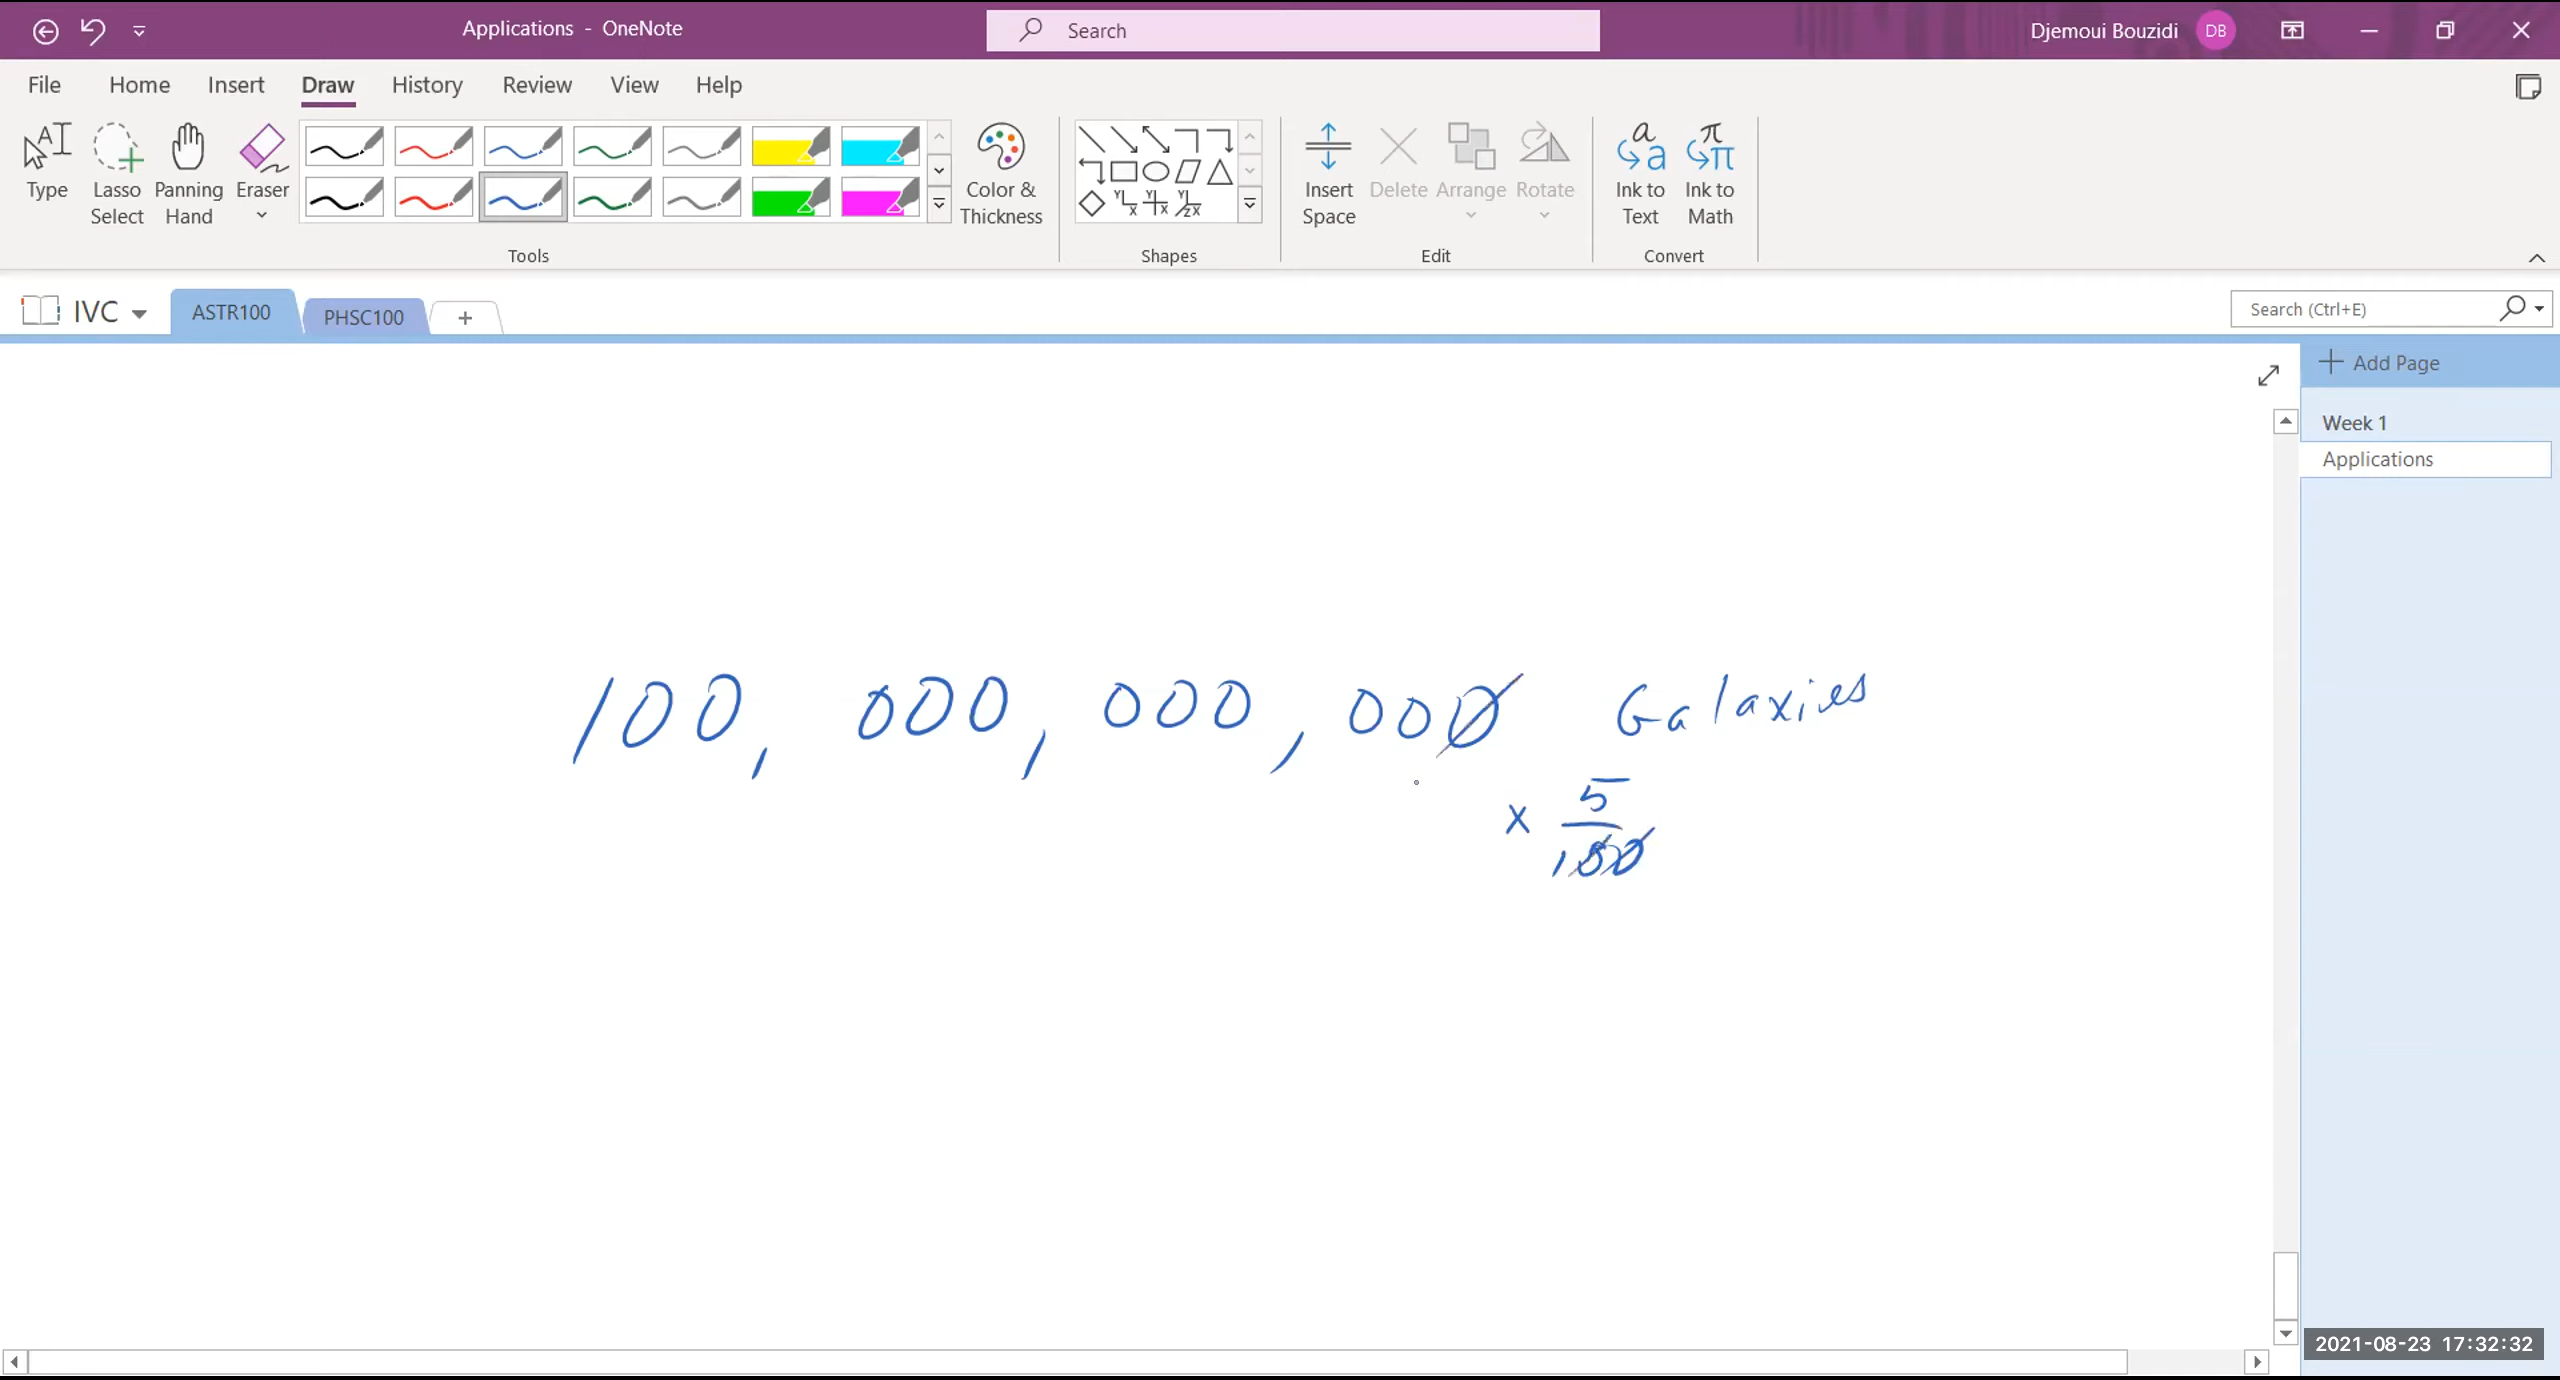 Applications - OneNote
Search
Djemoui Bouzidi DB
File Home Insert Draw History Review View Help
Type
Lasso Select
Panning Hand
Eraser
Color & Thickness
Insert Space
Delete
Arrange
Rotate
Ink to Text
Ink to Math
Tools
Shapes
Edit
Convert
IVC
ASTR100
PHSC100
+
Search (Ctrl+E)
Add Page
Week 1
Applications
100, 000, 000, 000 Galaxies
x 5
100
2021-08-23 17:32:32